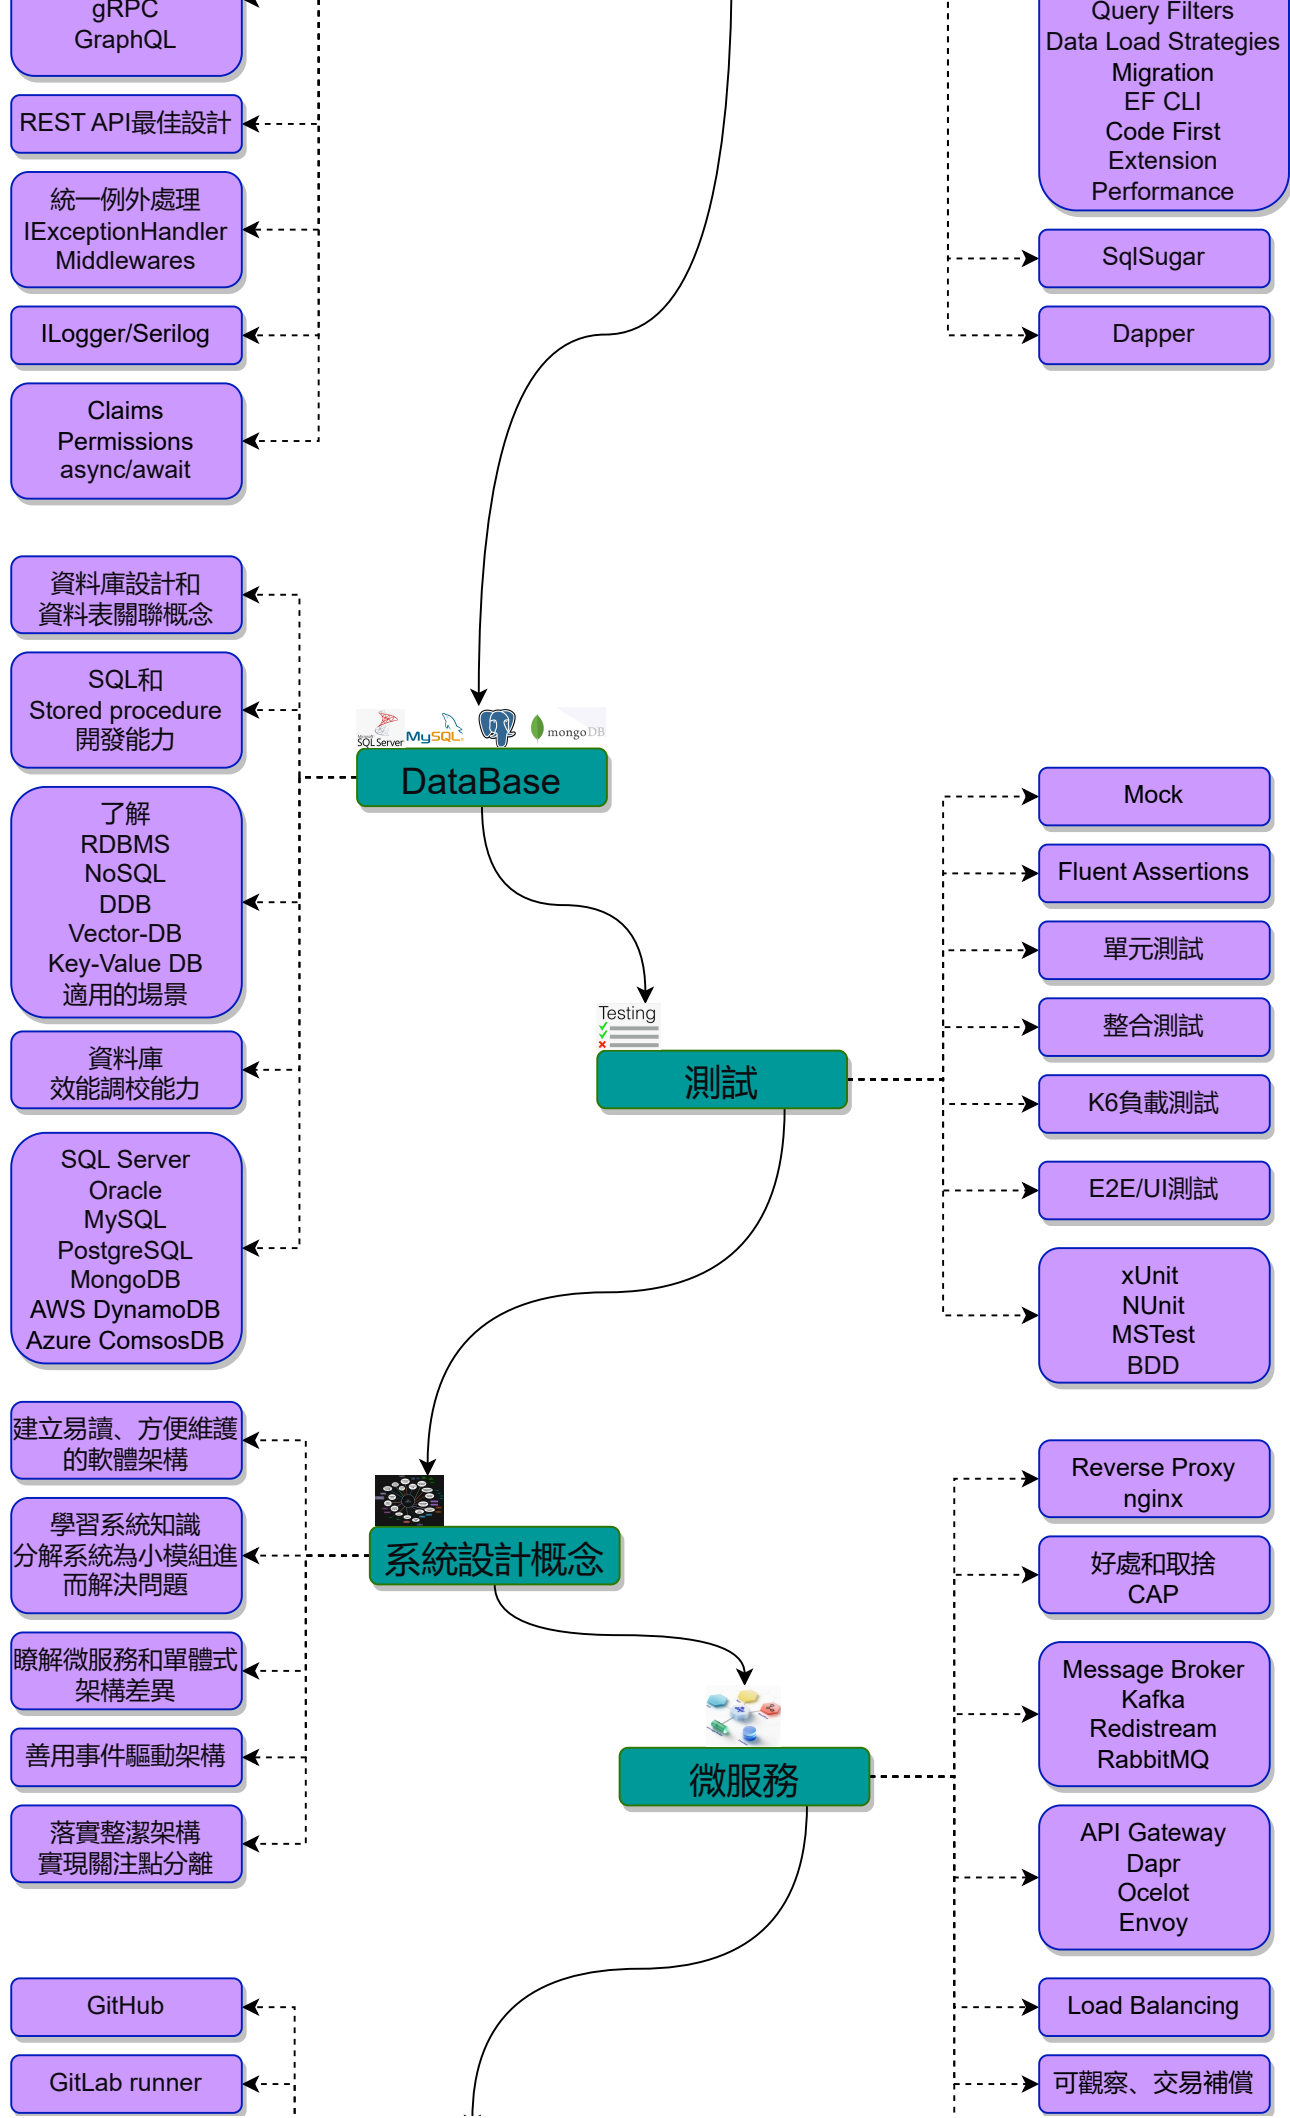 gRPC
GraphQL
REST API最佳設計
統一例外處理
IExceptionHandler
Middlewares
ILogger/Serilog
Claims
Permissions
async/await
Query Filters
Data Load Strategies
Migration
EF CLI
Code First
Extension
Performance
SqlSugar
Dapper
資料庫設計和
資料表關聯概念
SQL和
Stored procedure
開發能力
了解
RDBMS
NoSQL
DDB
Vector-DB
Key-Value DB
適用的場景
資料庫
效能調校能力
SQL Server
Oracle
MySQL
PostgreSQL
MongoDB
AWS DynamoDB
Azure ComsosDB
SQL Server
MySQL
mongoDB
DataBase
Testing
測試
Mock
Fluent Assertions
單元測試
整合測試
K6負載測試
E2E/UI測試
xUnit
NUnit
MSTest
BDD
建立易讀、方便維護
的軟體架構
學習系統知識
分解系統為小模組進
而解決問題
瞭解微服務和單體式
架構差異
善用事件驅動架構
落實整潔架構
實現關注點分離
系統設計概念
微服務
Reverse Proxy
nginx
好處和取捨
CAP
Message Broker
Kafka
Redistream
RabbitMQ
API Gateway
Dapr
Ocelot
Envoy
Load Balancing
可觀察、交易補償
GitHub
GitLab runner